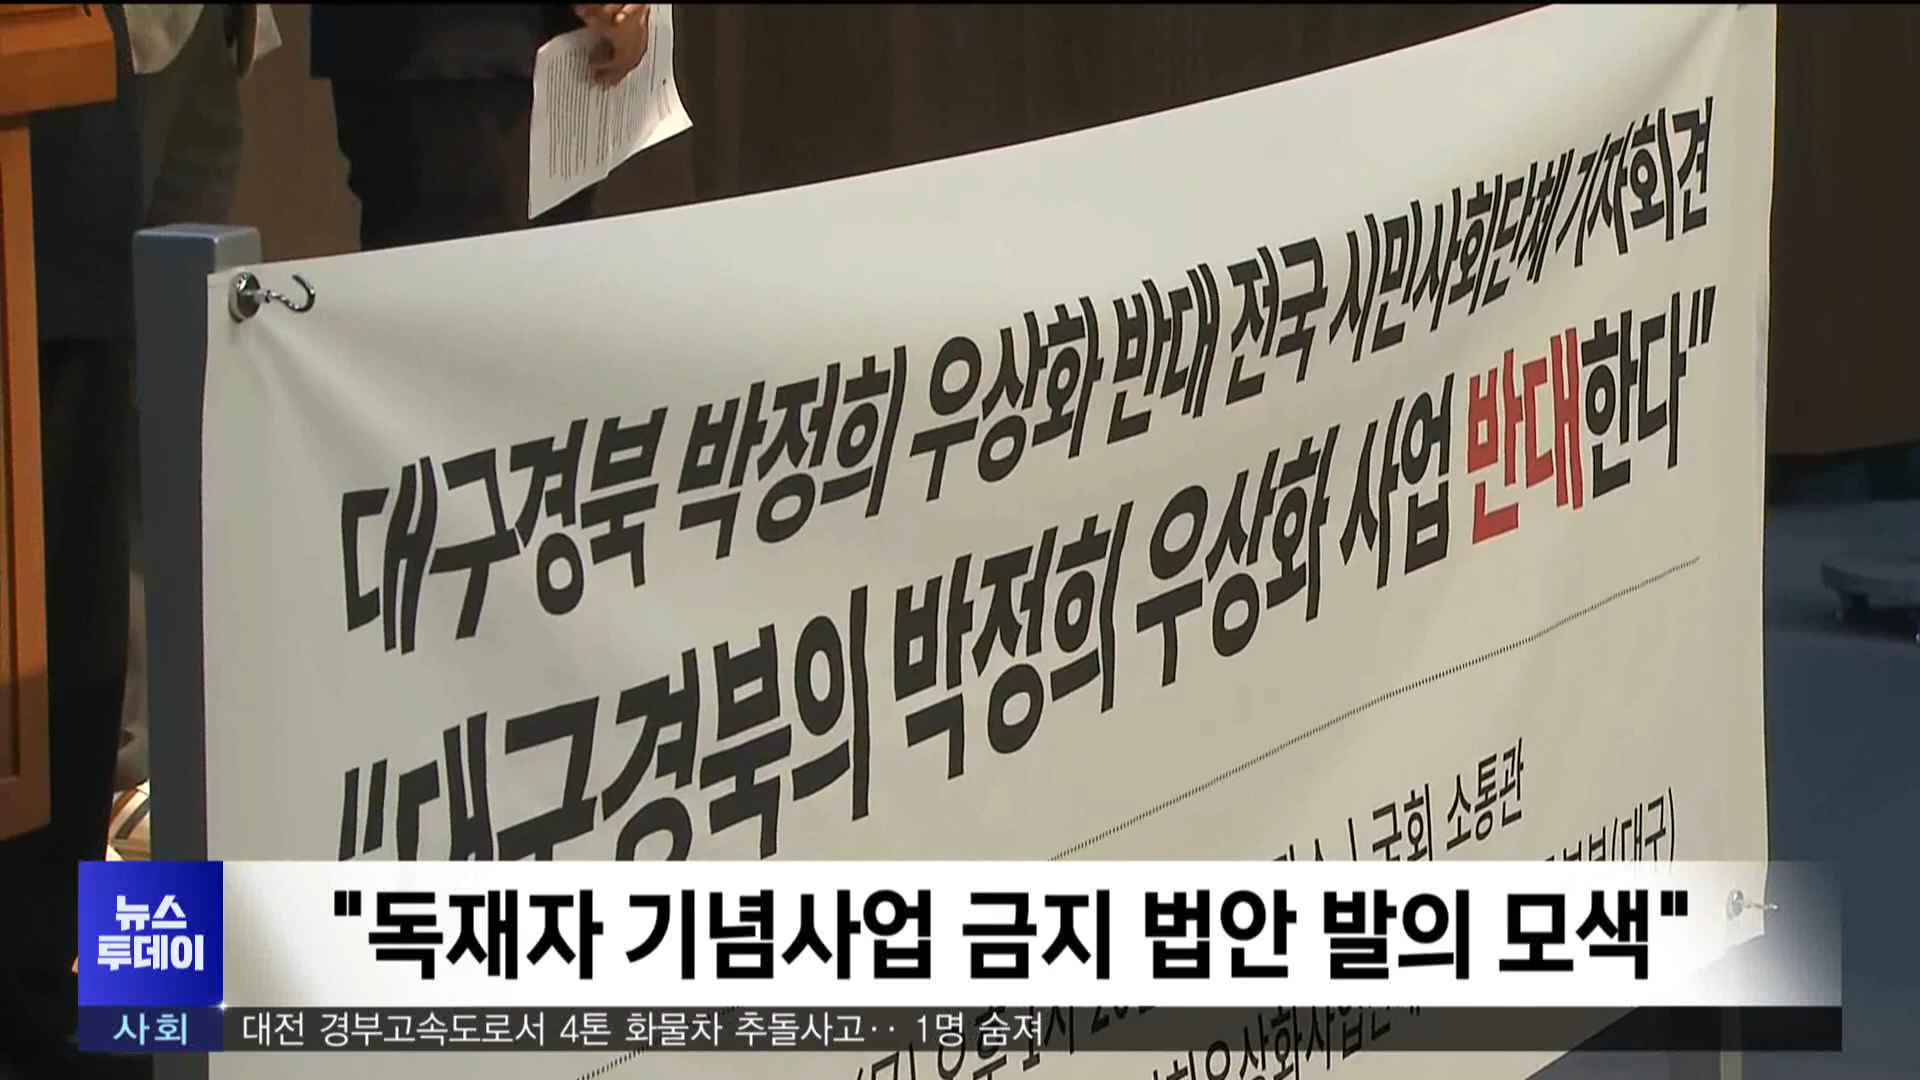 대구경북 박정희 우상화 반대 전국 시민사회단체 기자회견
"대구경북의 박정희 우상화 사업 반대한다"
국회 소통관
(대구)
뉴스
투데이
"독재자 기념사업 금지 법안 발의 모색"
사회
대전 경부고속도로서 4톤 화물차 추돌사고‥ 1명 숨져